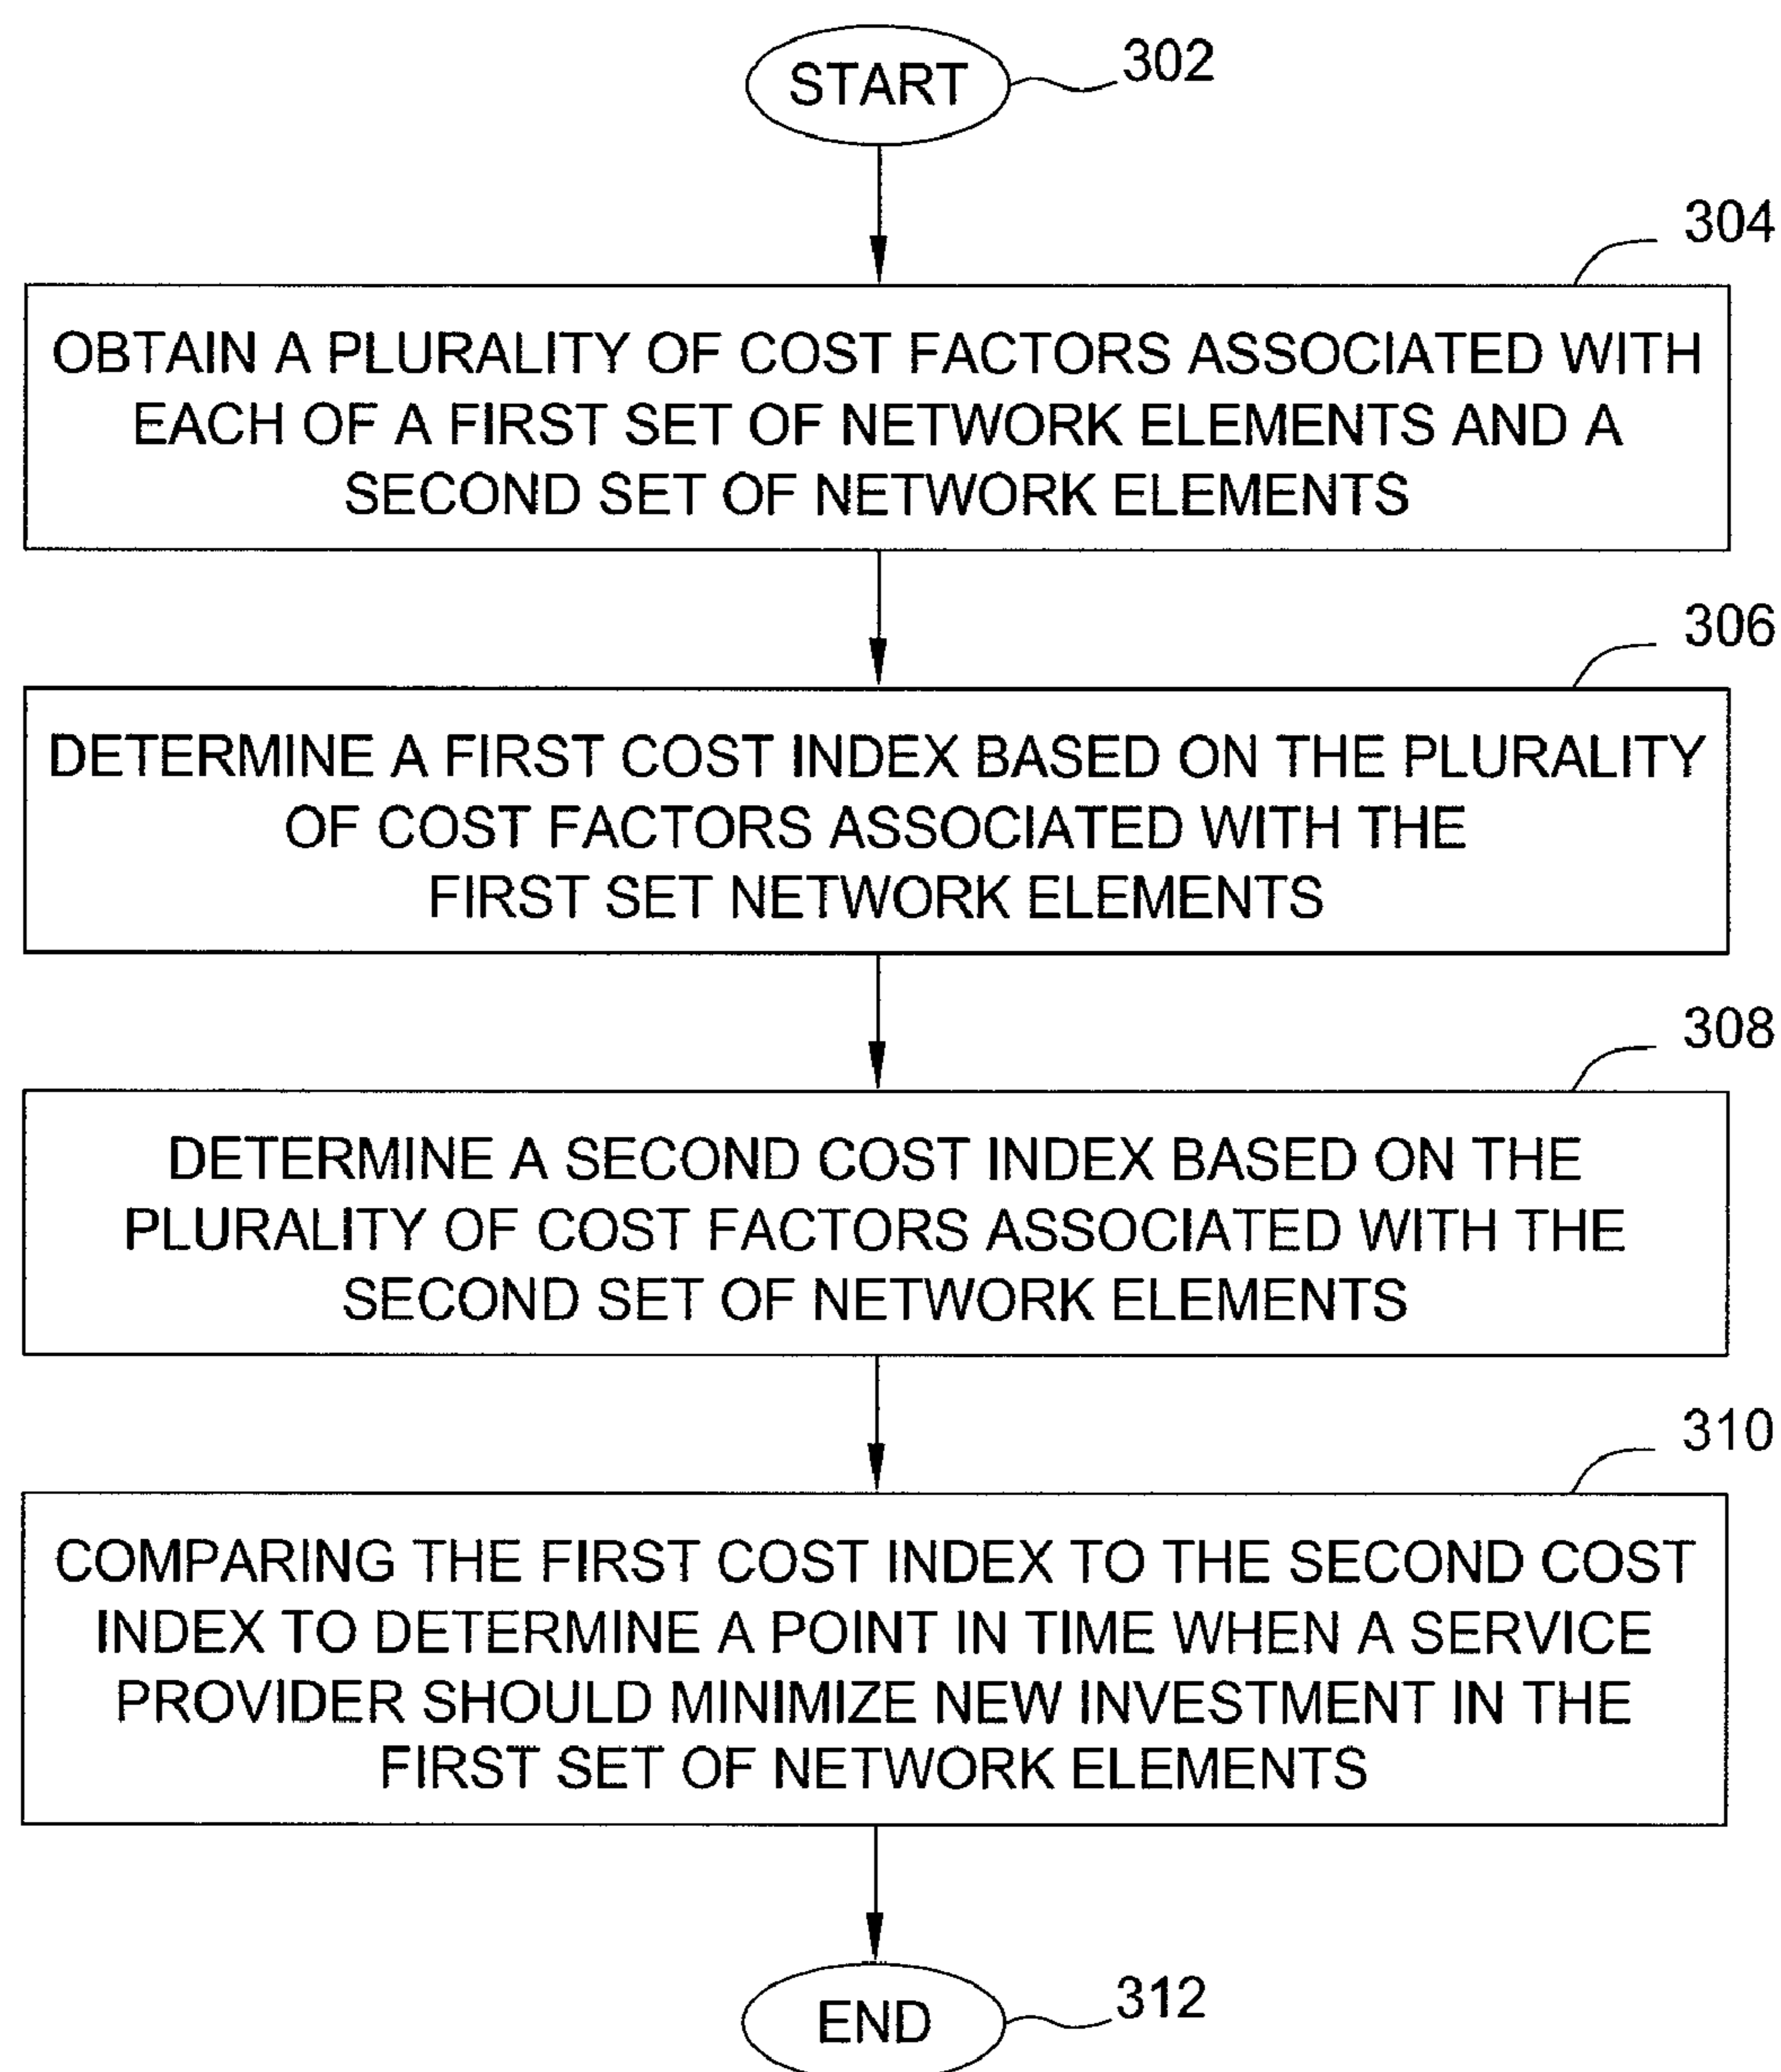 START
302
304
OBTAIN A PLURALITY OF COST FACTORS ASSOCIATED WITH
EACH OF A FIRST SET OF NETWORK ELEMENTS AND A
SECOND SET OF NETWORK ELEMENTS
306
DETERMINE A FIRST COST INDEX BASED ON THE PLURALITY
OF COST FACTORS ASSOCIATED WITH THE
FIRST SET NETWORK ELEMENTS
308
DETERMINE A SECOND COST INDEX BASED ON THE
PLURALITY OF COST FACTORS ASSOCIATED WITH THE
SECOND SET OF NETWORK ELEMENTS
310
COMPARING THE FIRST COST INDEX TO THE SECOND COST
INDEX TO DETERMINE A POINT IN TIME WHEN A SERVICE
PROVIDER SHOULD MINIMIZE NEW INVESTMENT IN THE
FIRST SET OF NETWORK ELEMENTS
END
312